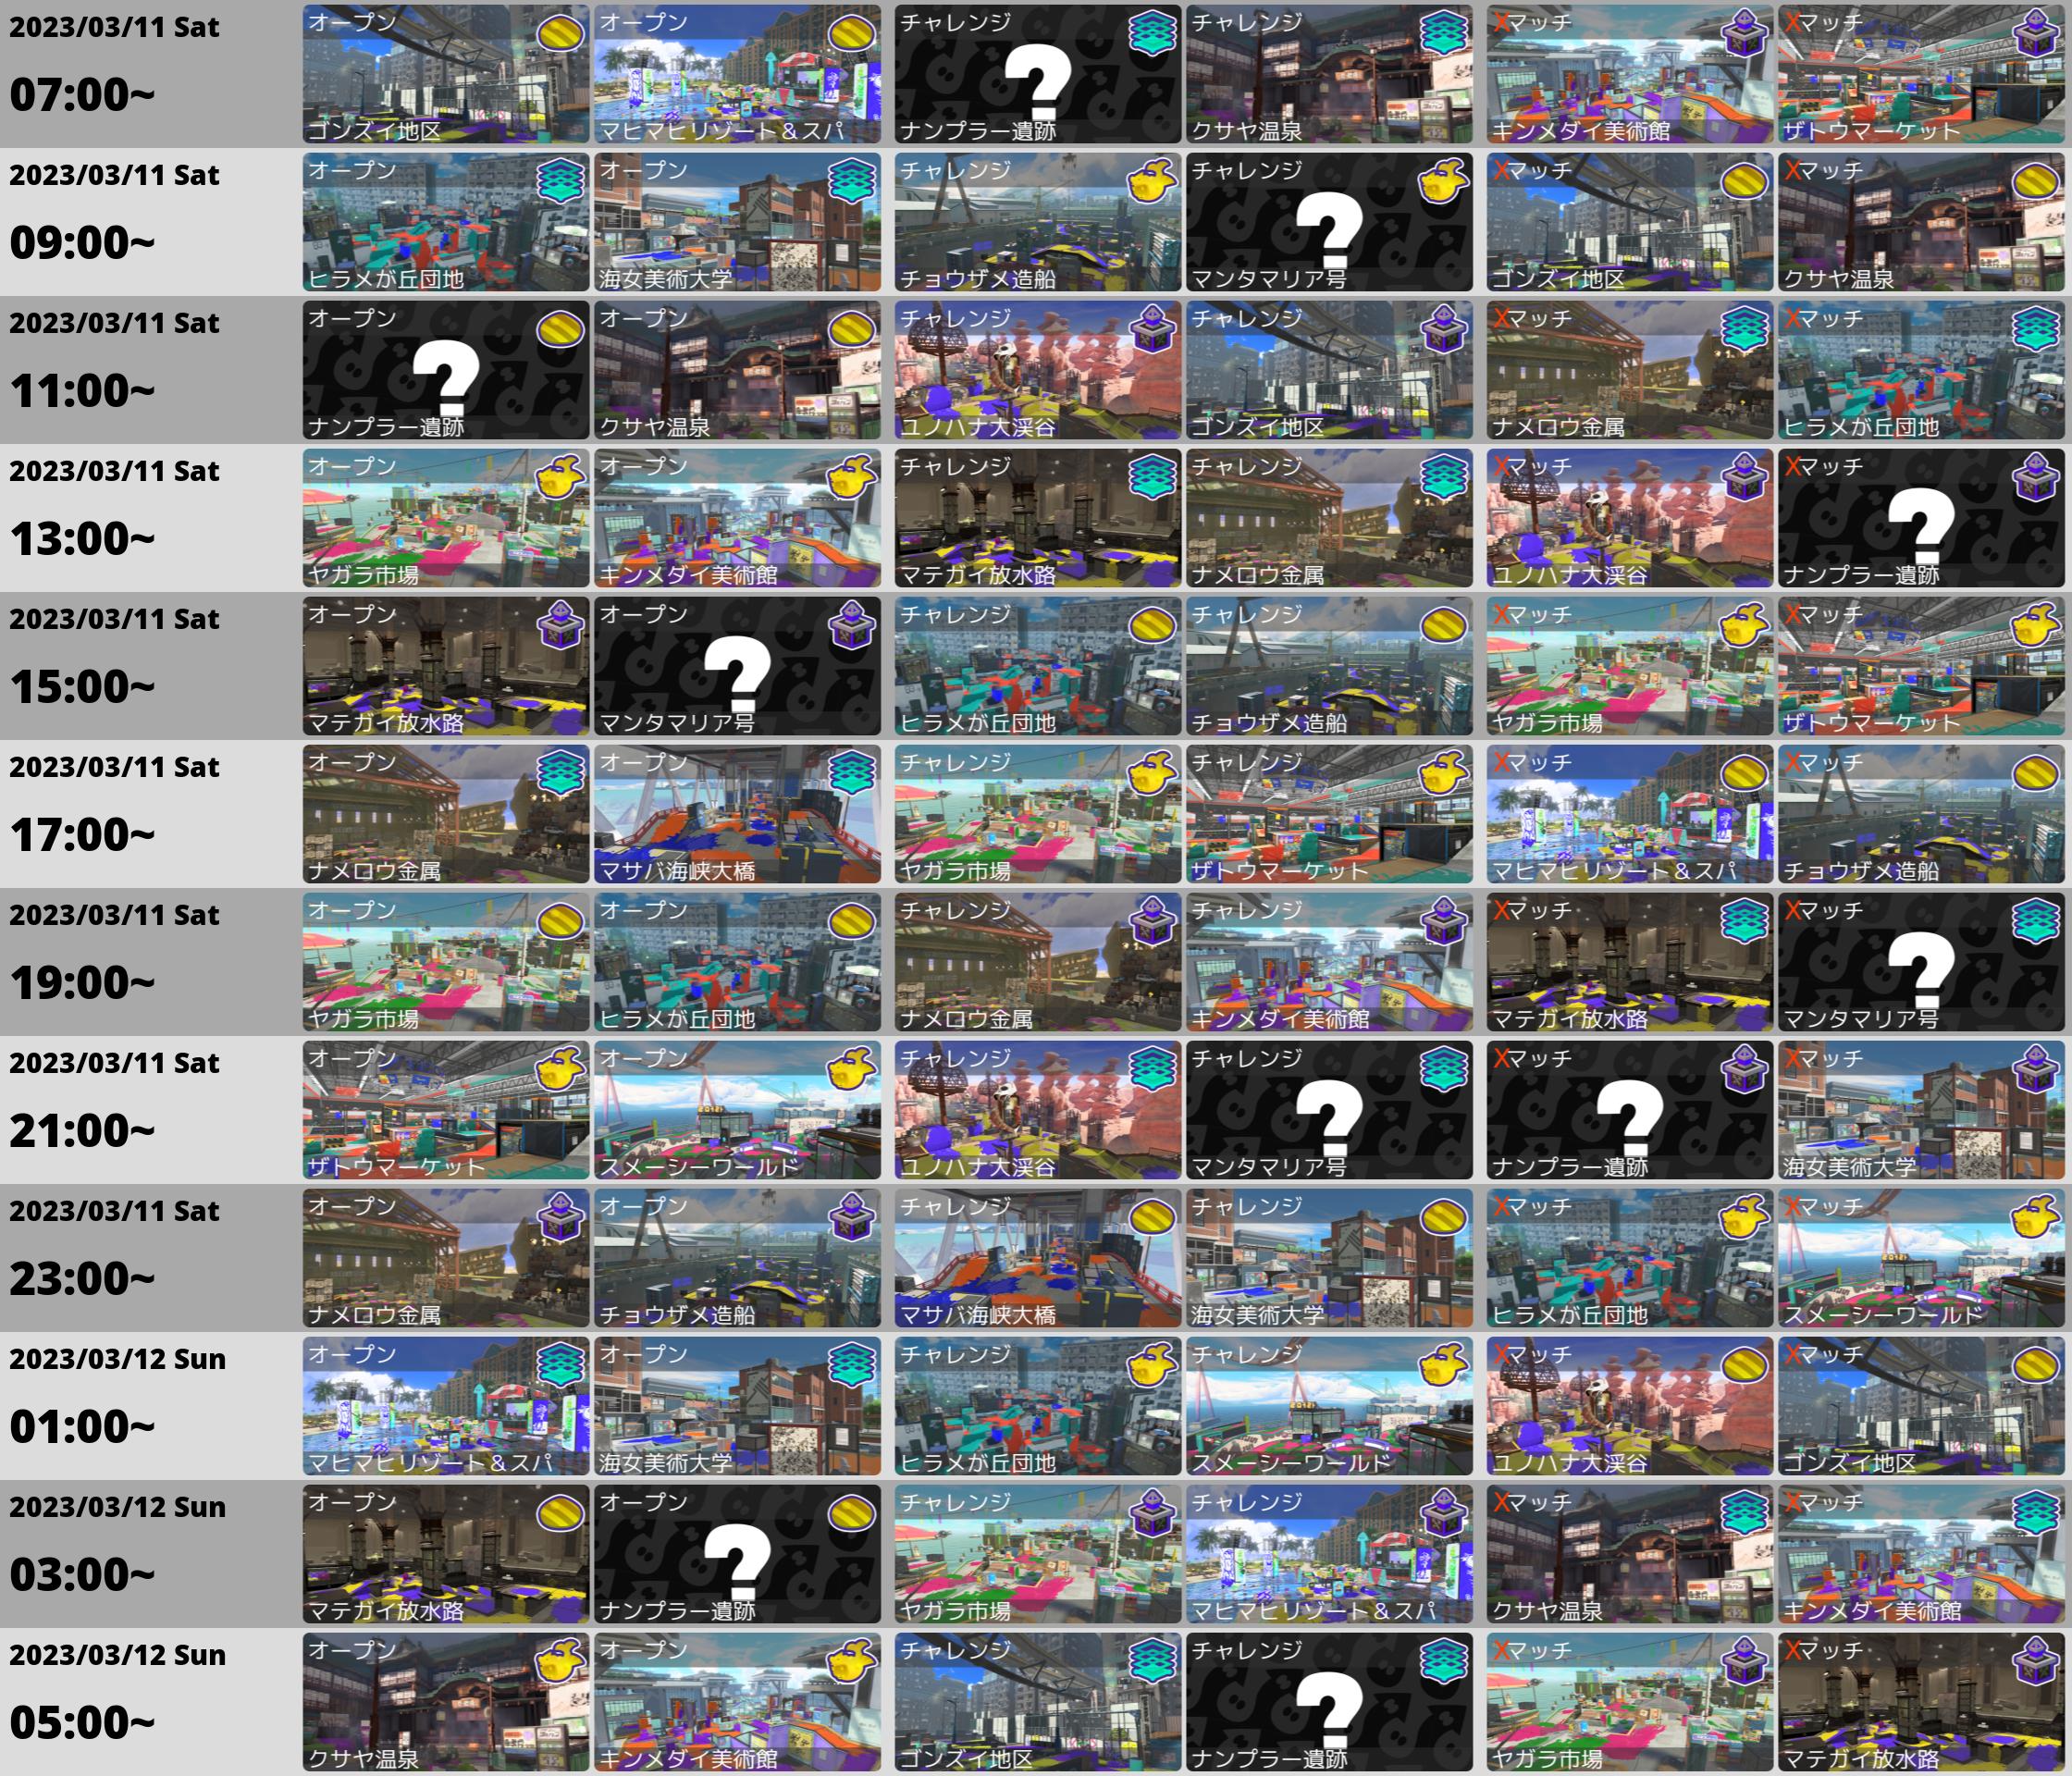 2023/03/11 Sat
07:00~
オープン オープン チャレンジ チャレンジ Xマッチ Xマッチ
ゴンズイ地区 マヒマヒリゾート＆スパ ナンプラー遺跡 クサヤ温泉 キンメダイ美術館 ザトウマーケット
2023/03/11 Sat
09:00~
オープン オープン チャレンジ チャレンジ Xマッチ Xマッチ
ヒラメが丘団地 海女美術大学 チョウザメ造船 マンタマリア号 ゴンズイ地区 クサヤ温泉
2023/03/11 Sat
11:00~
オープン オープン チャレンジ チャレンジ Xマッチ Xマッチ
ナンプラー遺跡 クサヤ温泉 ユノハナ大渓谷 ゴンズイ地区 ナメロウ金属 ヒラメが丘団地
2023/03/11 Sat
13:00~
オープン オープン チャレンジ チャレンジ Xマッチ Xマッチ
ヤガラ市場 キンメダイ美術館 マテガイ放水路 ナメロウ金属 ユノハナ大渓谷 ナンプラー遺跡
2023/03/11 Sat
15:00~
オープン オープン チャレンジ チャレンジ Xマッチ Xマッチ
マテガイ放水路 マンタマリア号 ヒラメが丘団地 チョウザメ造船 ヤガラ市場 ザトウマーケット
2023/03/11 Sat
17:00~
オープン オープン チャレンジ チャレンジ Xマッチ Xマッチ
ナメロウ金属 マサバ海峡大橋 ヤガラ市場 ザトウマーケット マヒマヒリゾート＆スパ チョウザメ造船
2023/03/11 Sat
19:00~
オープン オープン チャレンジ チャレンジ Xマッチ Xマッチ
ヤガラ市場 ヒラメが丘団地 ナメロウ金属 キンメダイ美術館 マテガイ放水路 マンタマリア号
2023/03/11 Sat
21:00~
オープン オープン チャレンジ チャレンジ Xマッチ Xマッチ
ザトウマーケット スメーシーワールド ユノハナ大渓谷 マンタマリア号 ナンプラー遺跡 海女美術大学
2023/03/11 Sat
23:00~
オープン オープン チャレンジ チャレンジ Xマッチ Xマッチ
ナメロウ金属 チョウザメ造船 マサバ海峡大橋 海女美術大学 ヒラメが丘団地 スメーシーワールド
2023/03/12 Sun
01:00~
オープン オープン チャレンジ チャレンジ Xマッチ Xマッチ
マヒマヒリゾート＆スパ 海女美術大学 ヒラメが丘団地 スメーシーワールド ユノハナ大渓谷 ゴンズイ地区
2023/03/12 Sun
03:00~
オープン オープン チャレンジ チャレンジ Xマッチ Xマッチ
マテガイ放水路 ナンプラー遺跡 ヤガラ市場 マヒマヒリゾート＆スパ クサヤ温泉 キンメダイ美術館
2023/03/12 Sun
05:00~
オープン オープン チャレンジ チャレンジ Xマッチ Xマッチ
クサヤ温泉 キンメダイ美術館 ゴンズイ地区 ナンプラー遺跡 ヤガラ市場 マテガイ放水路